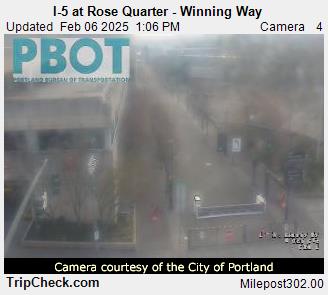 I-5 at Rose Quarter - Winning Way
Updated Feb 06 2025 1:06 PM Camera 4
PBOT
PORTLAND BUREAU OF TRANSPORTATION
Camera courtesy of the City of Portland
TripCheck.com Milepost302.00